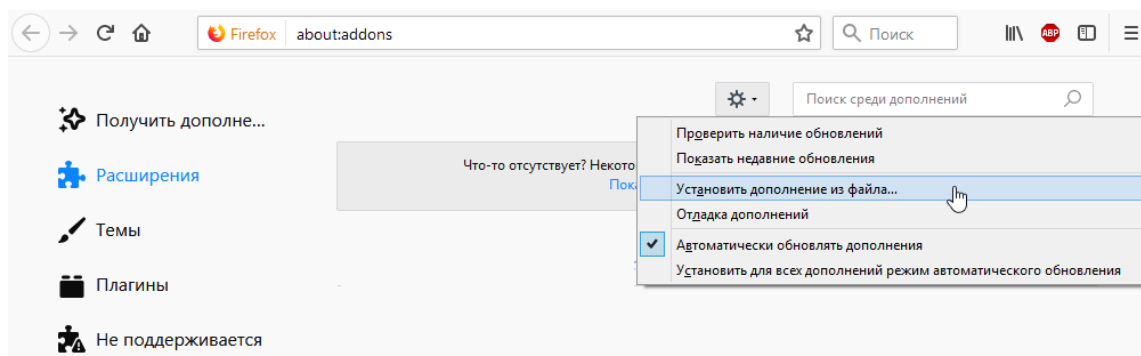 Firefox about:addons Поиск ABP
Поиск среди дополнений
Получить дополне...
Расширения
Темы
Плагины
Не поддерживается
Что-то отсутствует? Некото
Пока
Проверить наличие обновлений
Показать недавние обновления
Установить дополнение из файла...
Отладка дополнений
Автоматически обновлять дополнения
Установить для всех дополнений режим автоматического обновления